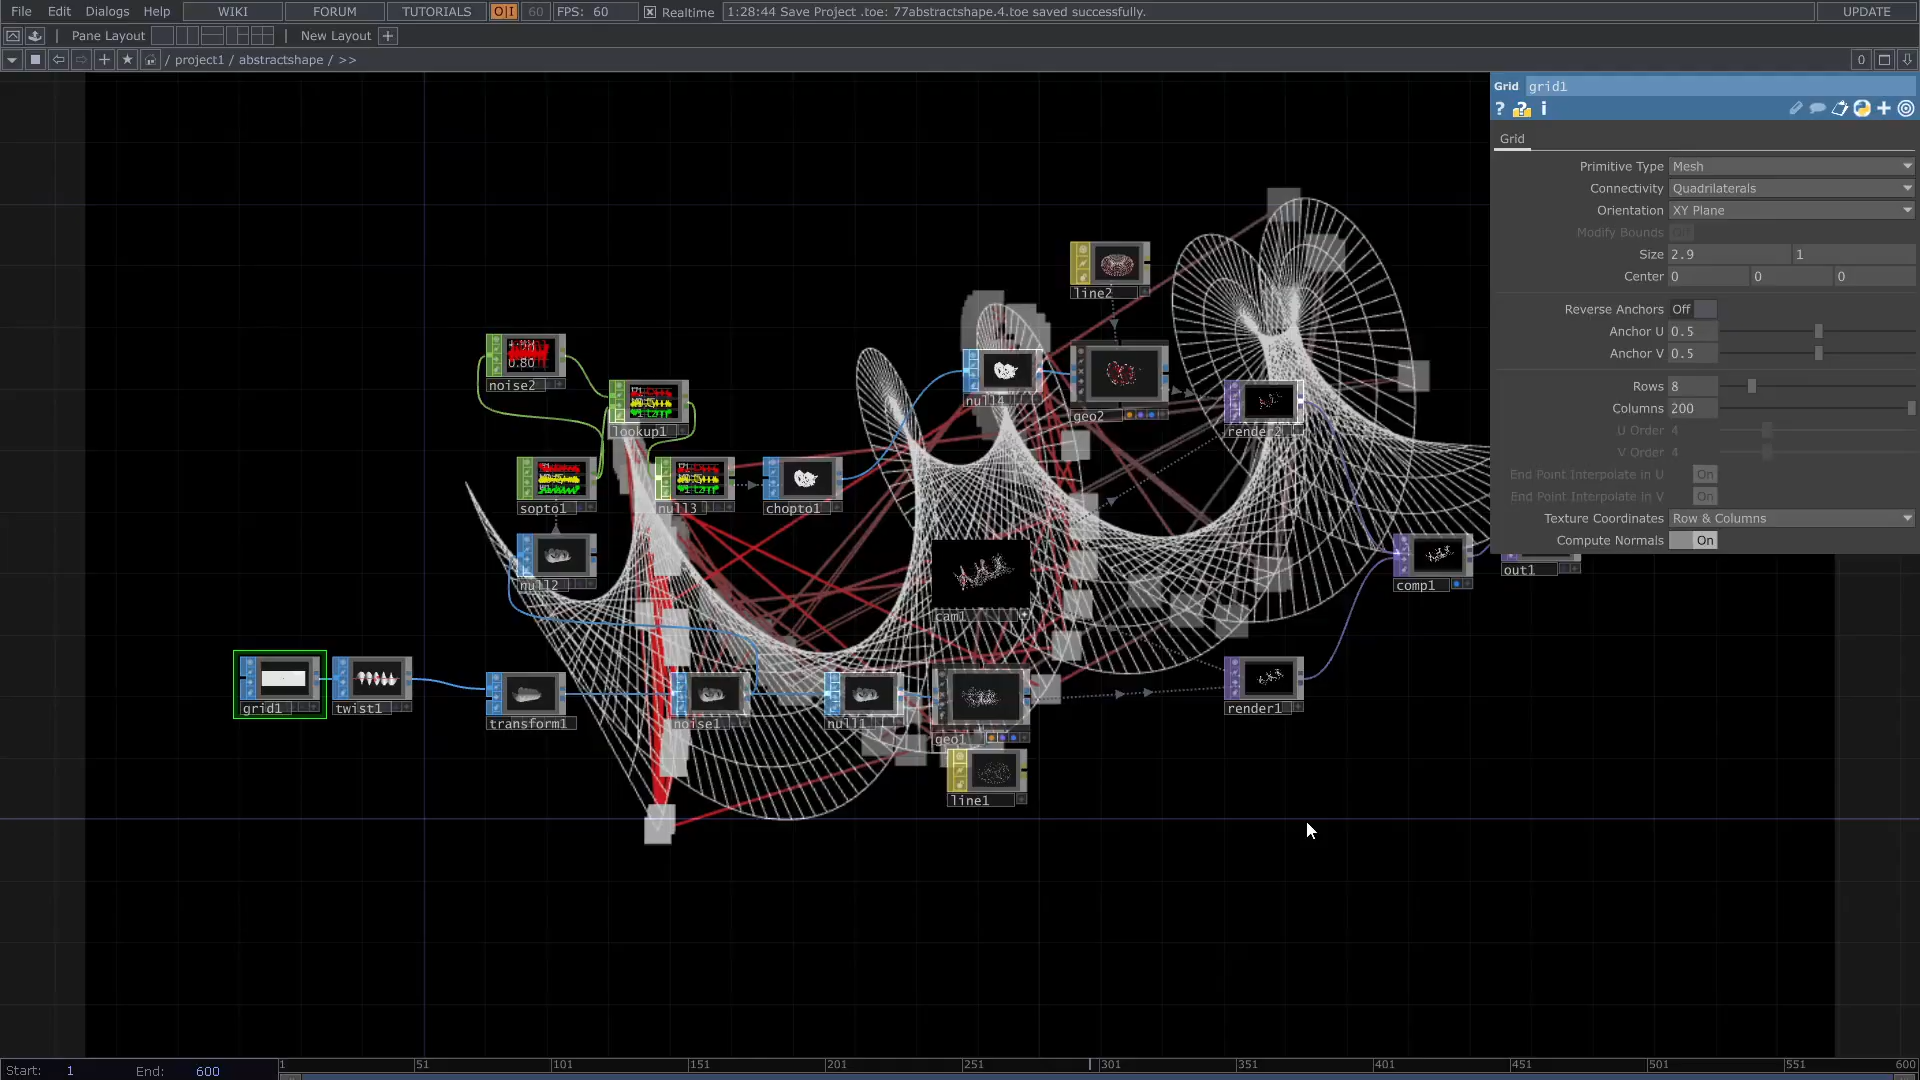 File Edit Dialogs Help WIKI FORUM TUTORIALS O|I 60 FPS: 60 Realtime 1:28:44 Save Project .toe: 77abstractshape.4.toe saved successfully. UPDATE
Pane Layout New Layout
/ project1 / abstractshape / >> 0
Grid grid1
Grid
Primitive Type Mesh
Connectivity Quadrilaterals
Orientation XY Plane
Modify Bounds
Size 2.9 1
Center 0 0 0
Reverse Anchors Off
Anchor U 0.5
Anchor V 0.5
Rows 8
Columns 200
U Order 4
V Order 4
End Point Interpolate in U On
End Point Interpolate in V On
Texture Coordinates Row & Columns
Compute Normals On
line2
0.80
noise2
null4
geo2
lookup1
render2
sopto1
null3
chopto1
null2
comp1
out1
cam1
grid1
twist1
transform1
noise1
null1
geo1
render1
line1
Start: 1 End: 600 1 51 101 151 201 251 301 351 401 451 501 551 600